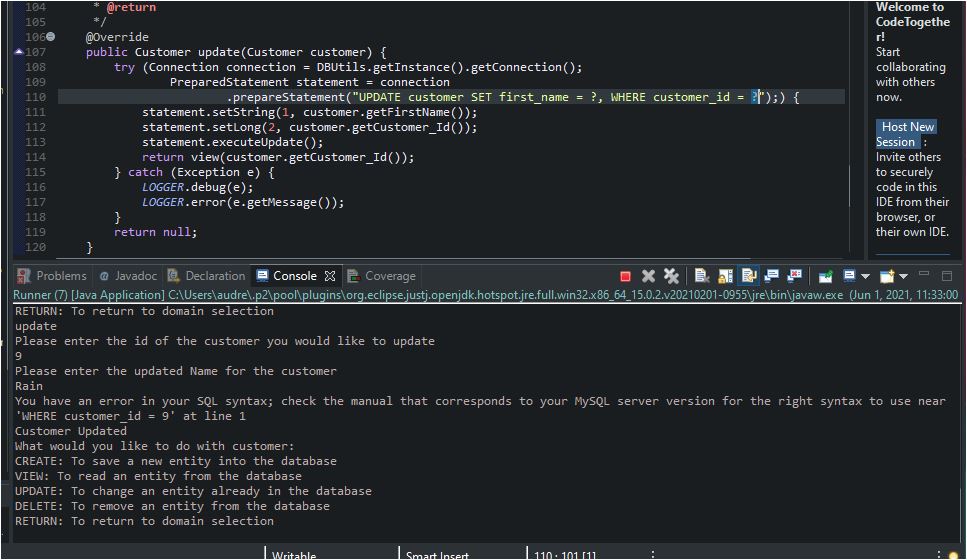 104 * @return
105 */
106 @Override
107 public Customer update(Customer customer) {
108 try (Connection connection = DBUtils.getInstance().getConnection();
109 PreparedStatement statement = connection
110 .prepareStatement("UPDATE customer SET first_name = ?, WHERE customer_id = ?");) {
111 statement.setString(1, customer.getFirstName());
112 statement.setLong(2, customer.getCustomer_Id());
113 statement.executeUpdate();
114 return view(customer.getCustomer_Id());
115 } catch (Exception e) {
116 LOGGER.debug(e);
117 LOGGER.error(e.getMessage());
118 }
119 return null;
120 }
Welcome to
CodeTogethe
r!
Start
collaborating
with others
now.
Host New
Session :
Invite others
to securely
code in this
IDE from their
browser, or
their own IDE.
Problems @ Javadoc Declaration Console Coverage
Runner (7) [Java Application] C:\Users\audre\.p2\pool\plugins\org.eclipse.justj.openjdk.hotspot.jre.full.win32.x86_64_15.0.2.v20210201-0955\jre\bin\javaw.exe (Jun 1, 2021, 11:33:00
RETURN: To return to domain selection
update
Please enter the id of the customer you would like to update
9
Please enter the updated Name for the customer
Rain
You have an error in your SQL syntax; check the manual that corresponds to your MySQL server version for the right syntax to use near
'WHERE customer_id = 9' at line 1
Customer Updated
What would you like to do with customer:
CREATE: To save a new entity into the database
VIEW: To read an entity from the database
UPDATE: To change an entity already in the database
DELETE: To remove an entity from the database
RETURN: To return to domain selection
Writable Smart Insert 110 : 101 [1]